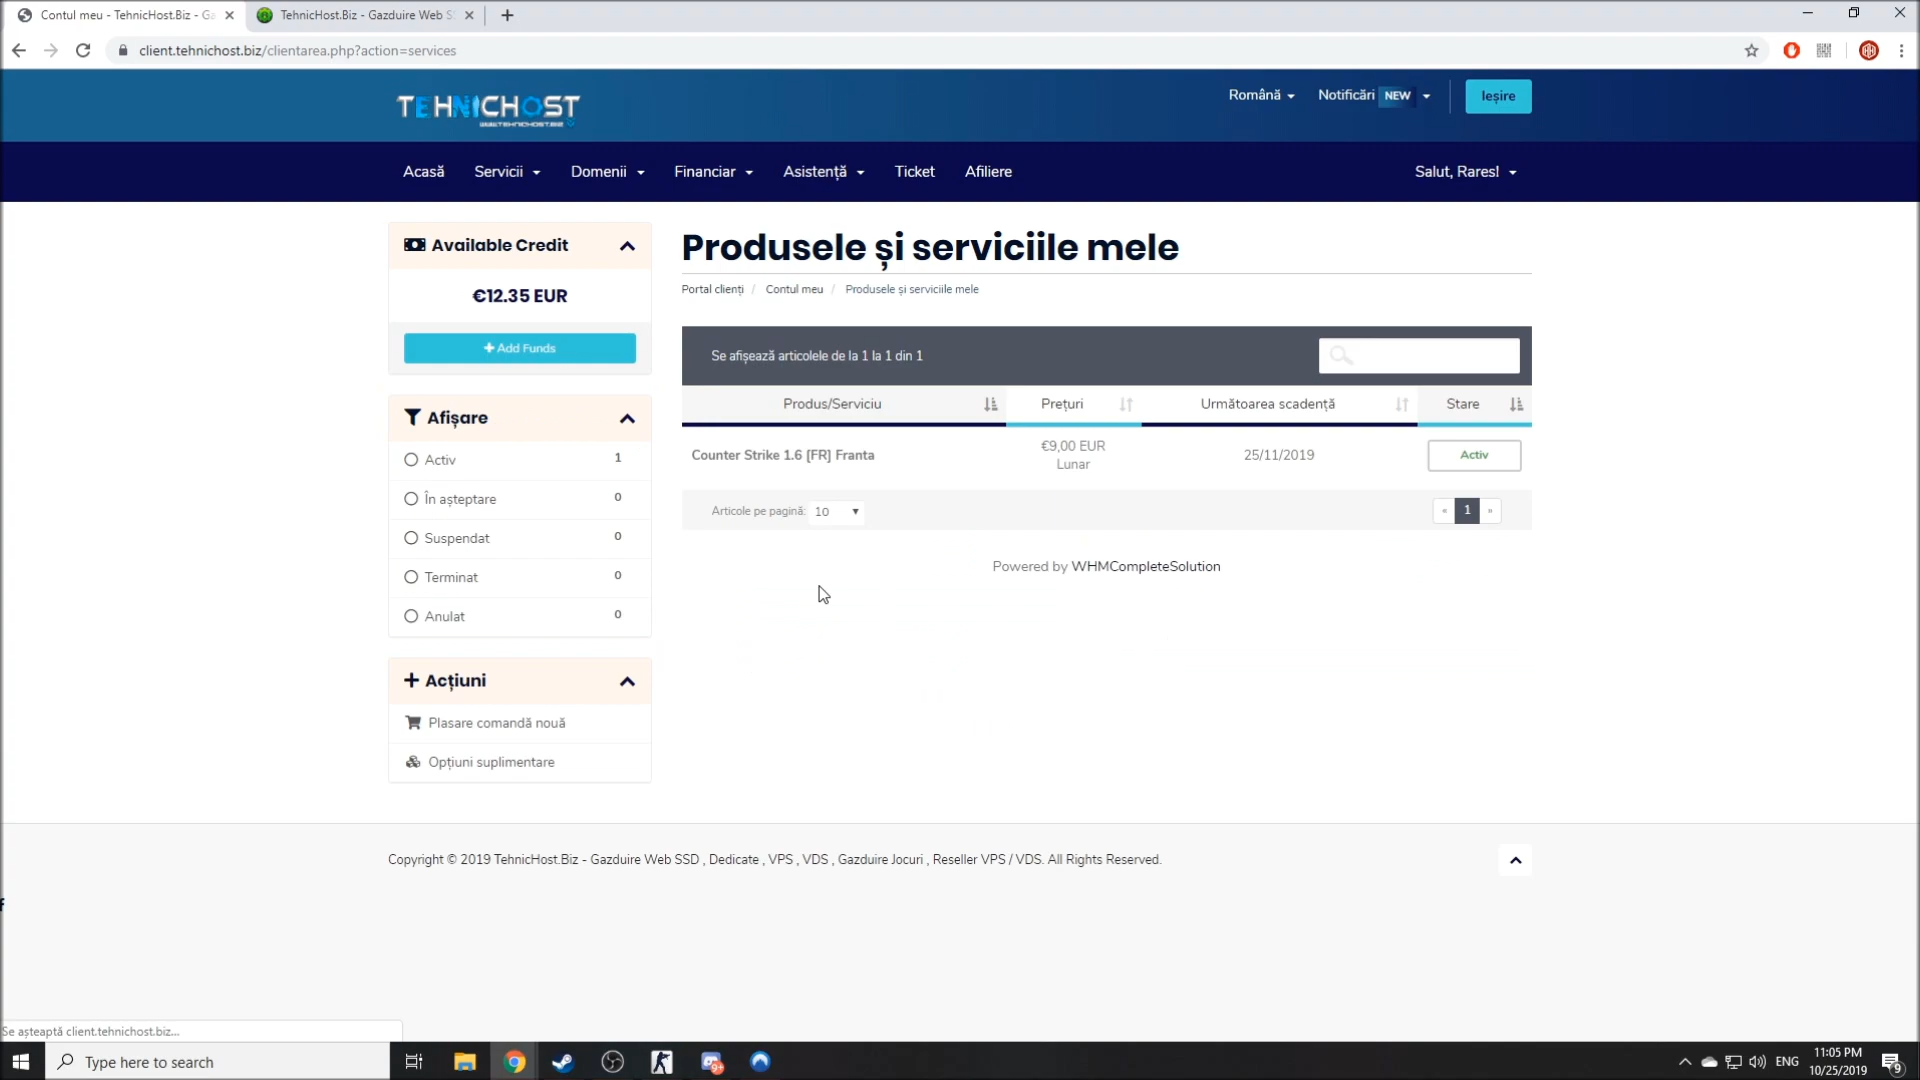 Contul meu - TehnicHost.Biz - Ga
TehnicHost.Biz - Gazduire Web SS
client.tehnichost.biz/clientarea.php?action=services
TEHNICHOST
WWW.TEHNICHOST.BIZ
Română
Notificări NEW
Ieșire
Acasă
Servicii
Domenii
Financiar
Asistență
Ticket
Afiliere
Salut, Rares!
Available Credit
€12.35 EUR
Add Funds
Afișare
Activ 1
În așteptare 0
Suspendat 0
Terminat 0
Anulat 0
Acțiuni
Plasare comandă nouă
Opțiuni suplimentare
Produsele și serviciile mele
Portal clienți / Contul meu / Produsele și serviciile mele
Se afișează articolele de la 1 la 1 din 1
Produs/Serviciu Prețuri Următoarea scadență Stare
Counter Strike 1.6 [FR] Franta €9,00 EUR 25/11/2019 Activ
Lunar
Articole pe pagină: 10
« 1 »
Powered by WHMCompleteSolution
Copyright © 2019 TehnicHost.Biz - Gazduire Web SSD , Dedicate , VPS , VDS , Gazduire Jocuri , Reseller VPS / VDS. All Rights Reserved.
Se așteaptă client.tehnichost.biz...
Type here to search
9+
ENG
11:05 PM
10/25/2019
9